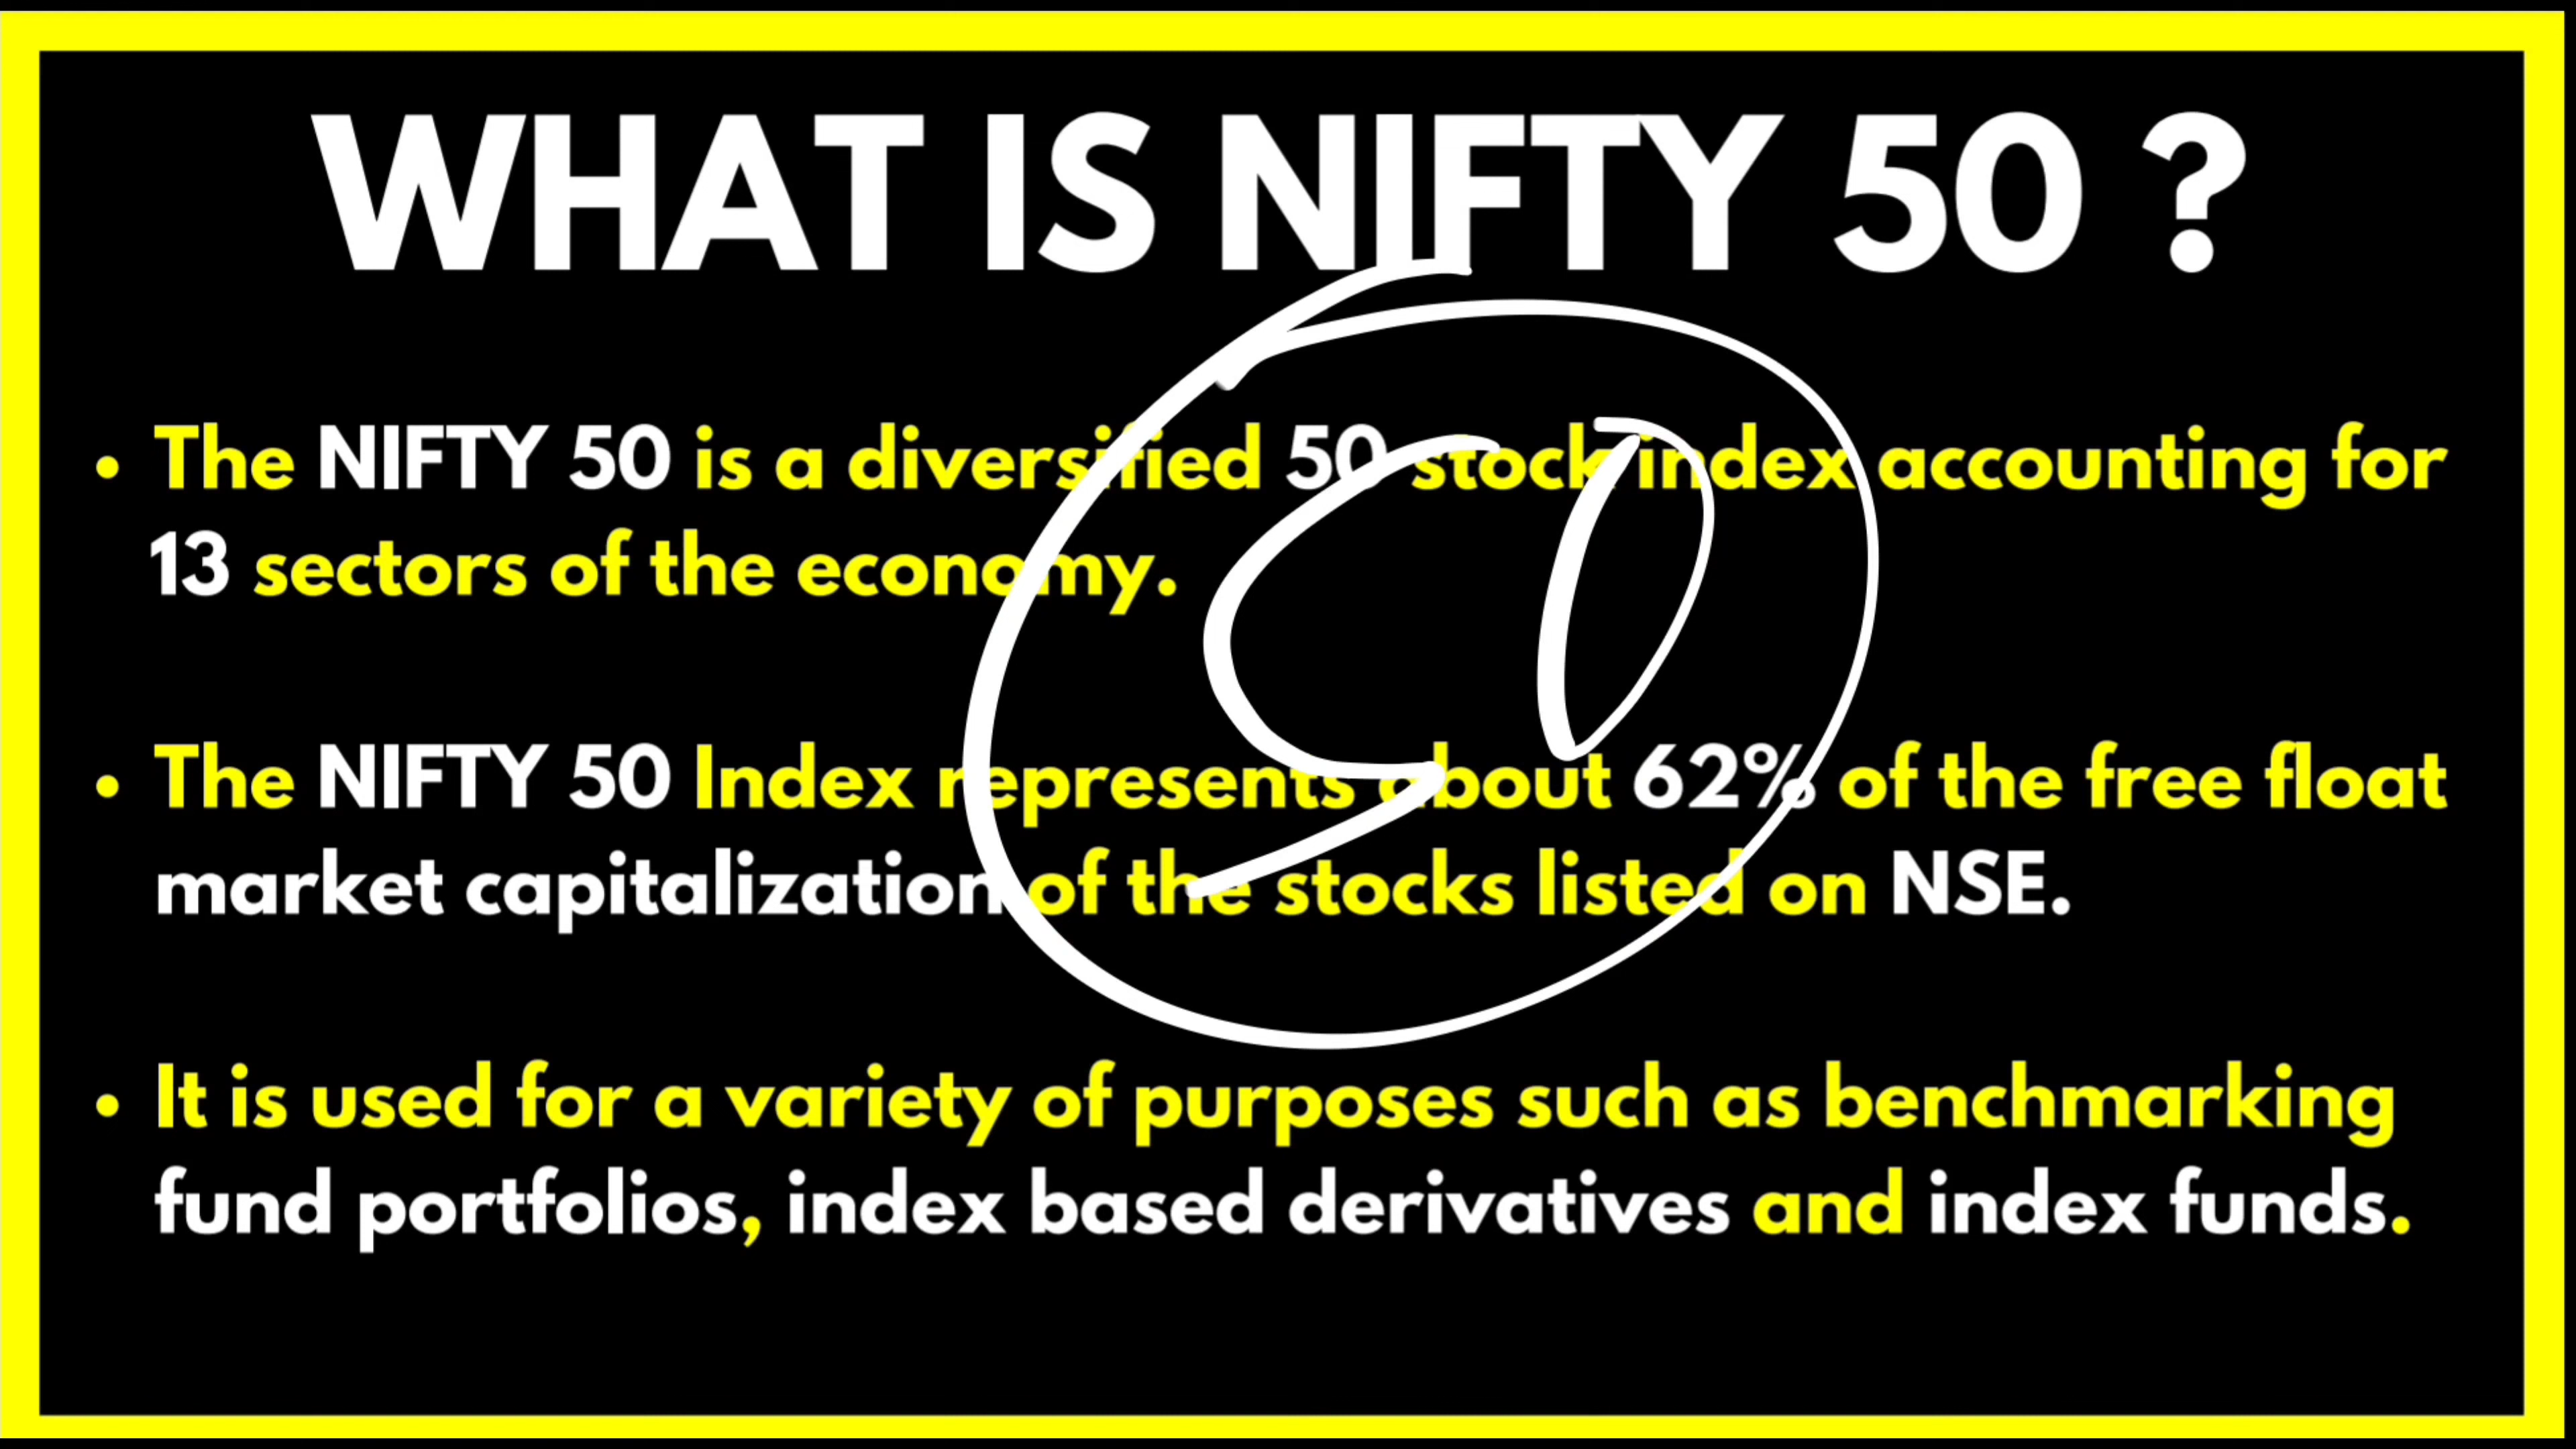 WHAT IS NIFTY 50 ?
• The NIFTY 50 is a diversified 50 stock index accounting for
13 sectors of the economy.
50
• The NIFTY 50 Index represents about 62% of the free float
market capitalization of the stocks listed on NSE.
• It is used for a variety of purposes such as benchmarking
fund portfolios, index based derivatives and index funds.